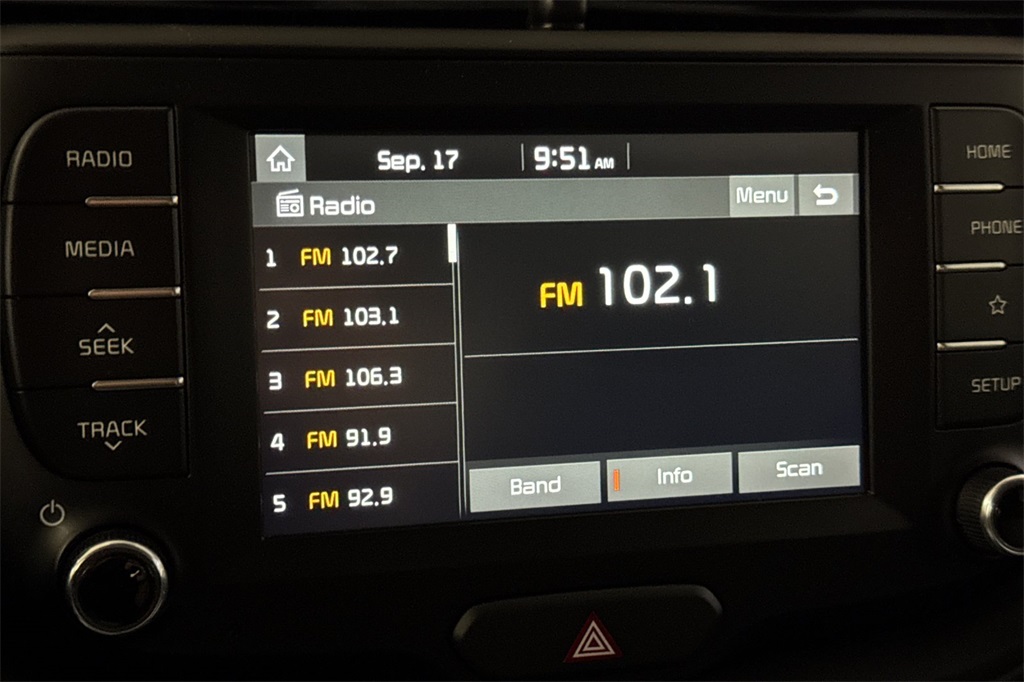 RADIO
MEDIA
SEEK
TRACK
Sep. 17 9:51 AM
Radio Menu
1 FM 102.7
2 FM 103.1
3 FM 106.3
4 FM 91.9
5 FM 92.9
FM 102.1
Band Info Scan
HOME
PHONE
SETUP